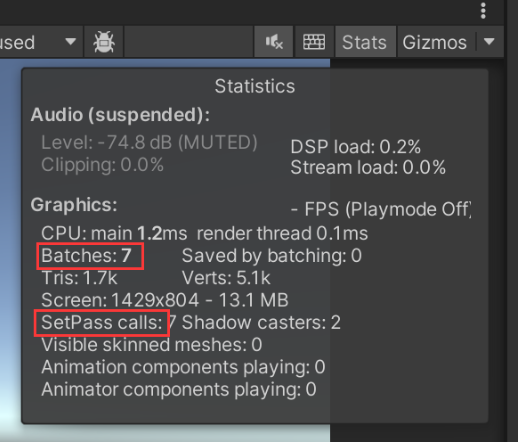 used Stats Gizmos
Statistics
Audio (suspended):
Level: -74.8 dB (MUTED) DSP load: 0.2%
Clipping: 0.0% Stream load: 0.0%
Graphics: - FPS (Playmode Off)
CPU: main 1.2ms render thread 0.1ms
Batches: 7 Saved by batching: 0
Tris: 1.7k Verts: 5.1k
Screen: 1429x804 - 13.1 MB
SetPass calls: 7 Shadow casters: 2
Visible skinned meshes: 0
Animation components playing: 0
Animator components playing: 0